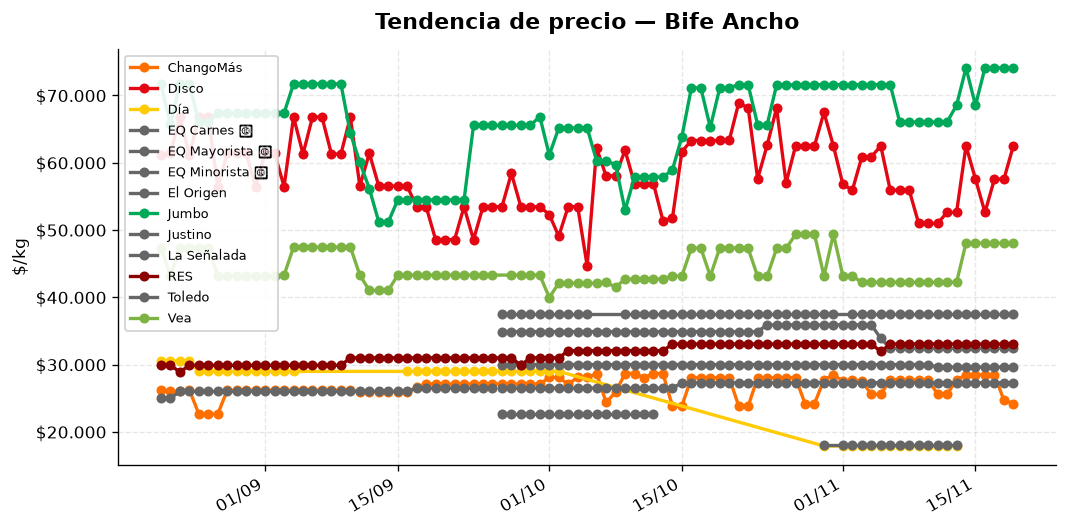 Tendencia de precio — Bife Ancho
ChangoMás
Disco
Día
EQ Carnes
EQ Mayorista
EQ Minorista
El Origen
Jumbo
Justino
La Señalada
RES
Toledo
Vea
$/kg
$70.000
$60.000
$50.000
$40.000
$30.000
$20.000
01/09
15/09
01/10
15/10
01/11
15/11